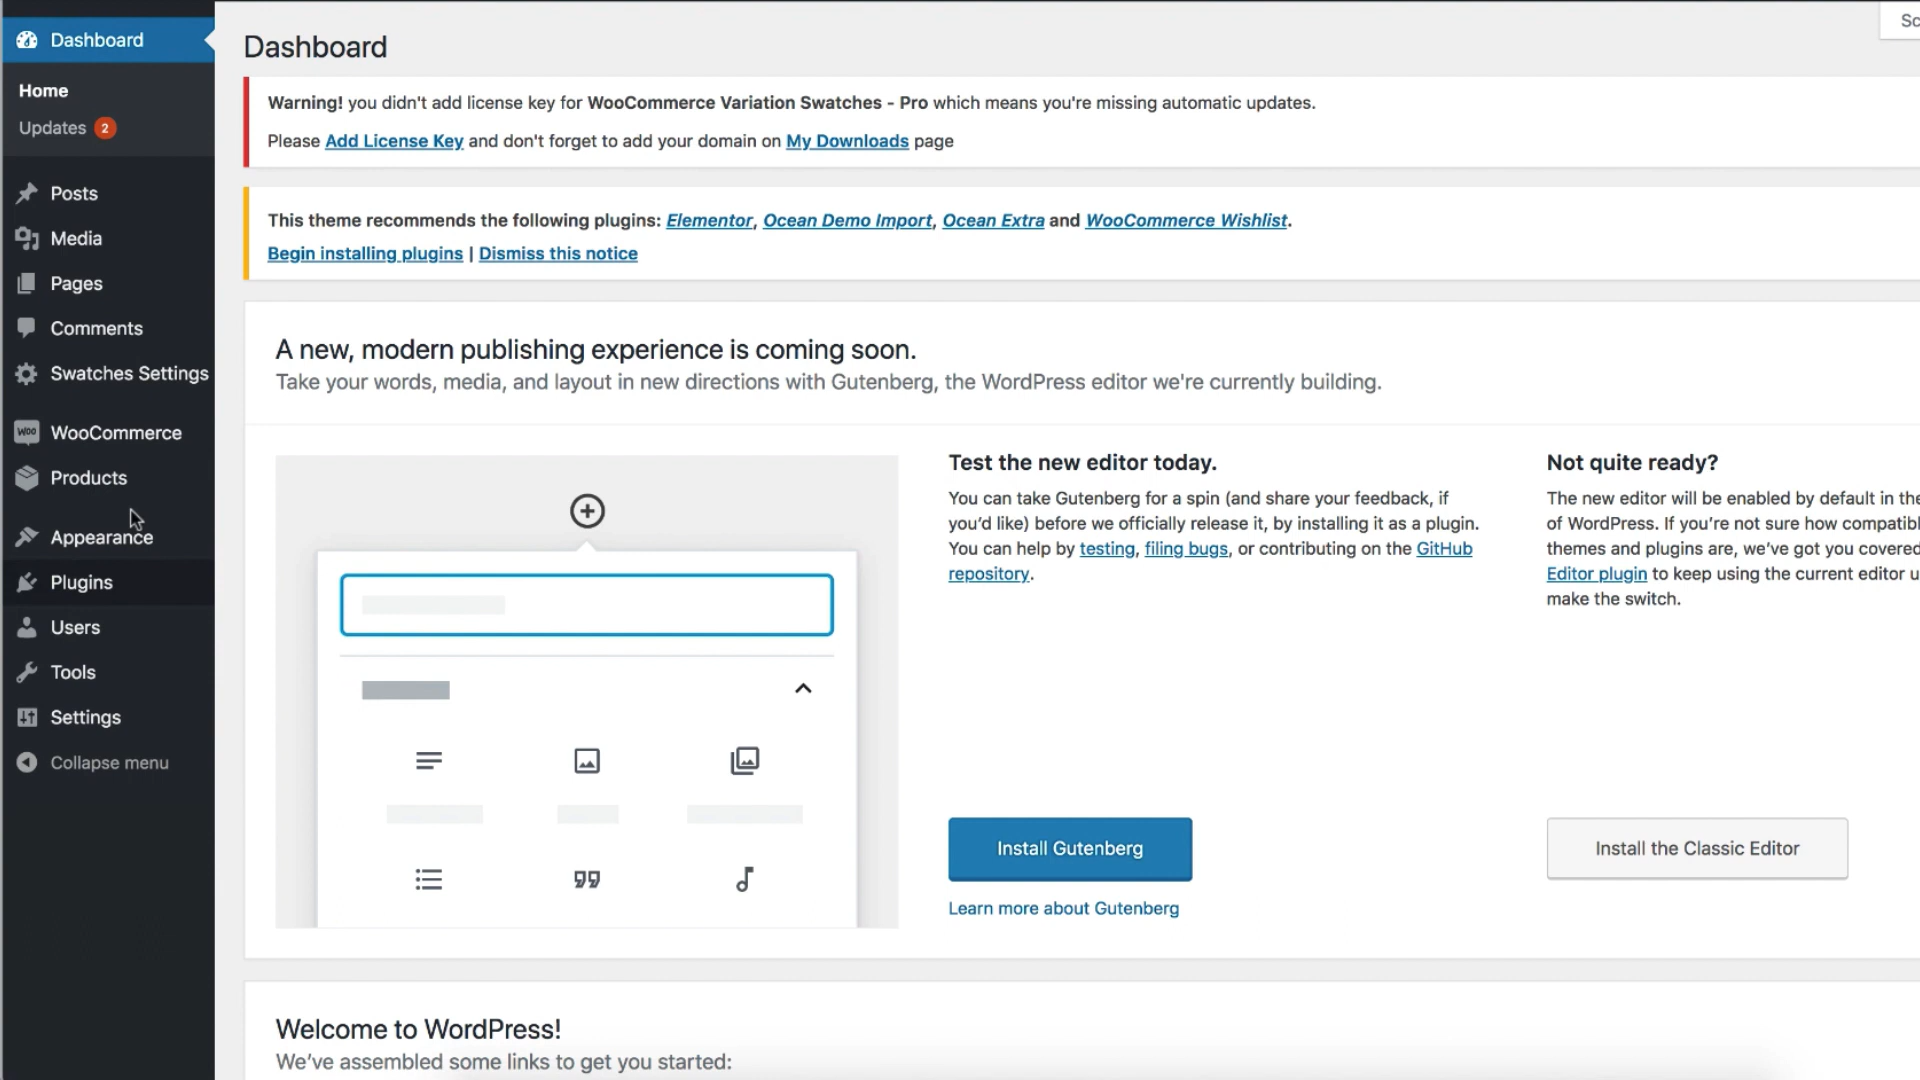 Dashboard
Home
Updates 2
Posts
Media
Pages
Comments
Swatches Settings
WooCommerce
Products
Appearance
Plugins
Users
Tools
Settings
Collapse menu
Sc
Dashboard
Warning! you didn't add license key for WooCommerce Variation Swatches - Pro which means you're missing automatic updates.
Please Add License Key and don't forget to add your domain on My Downloads page
This theme recommends the following plugins: Elementor, Ocean Demo Import, Ocean Extra and WooCommerce Wishlist.
Begin installing plugins | Dismiss this notice
A new, modern publishing experience is coming soon.
Take your words, media, and layout in new directions with Gutenberg, the WordPress editor we're currently building.
Test the new editor today.
You can take Gutenberg for a spin (and share your feedback, if
you’d like) before we officially release it, by installing it as a plugin.
You can help by testing, filing bugs, or contributing on the GitHub
repository.
Install Gutenberg
Learn more about Gutenberg
Not quite ready?
The new editor will be enabled by default in the
of WordPress. If you’re not sure how compatibl
themes and plugins are, we’ve got you covered
Editor plugin to keep using the current editor u
make the switch.
Install the Classic Editor
Welcome to WordPress!
We’ve assembled some links to get you started: